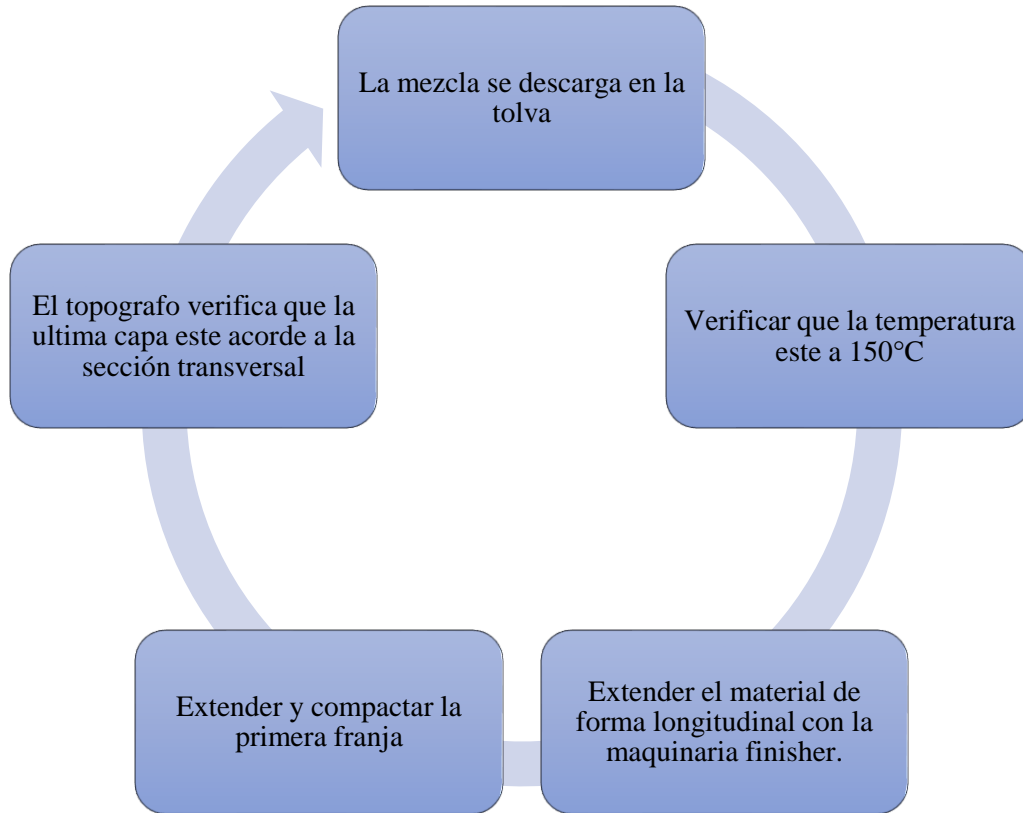 La mezcla se descarga en la
tolva
Verificar que la temperatura
este a 150°C
Extender el material de
forma longitudinal con la
maquinaria finisher.
Extender y compactar la
primera franja
El topografo verifica que la
ultima capa este acorde a la
sección transversal